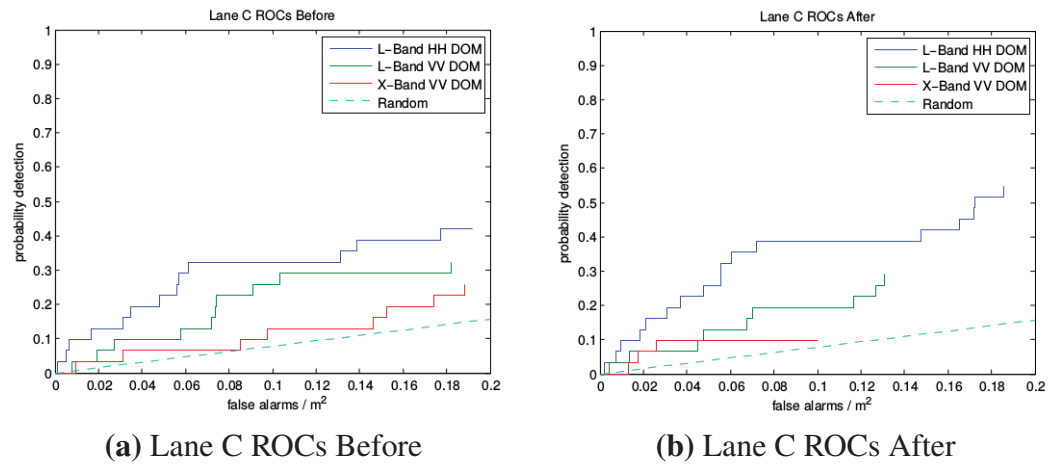 Lane C ROCs Before
L-Band HH DOM
L-Band VV DOM
X-Band VV DOM
Random
probability detection
1
0.9
0.8
0.7
0.6
0.5
0.4
0.3
0.2
0.1
0
0 0.02 0.04 0.06 0.08 0.1 0.12 0.14 0.16 0.18 0.2
false alarms / m²
(a) Lane C ROCs Before
Lane C ROCs After
L-Band HH DOM
L-Band VV DOM
X-Band VV DOM
Random
probability detection
1
0.9
0.8
0.7
0.6
0.5
0.4
0.3
0.2
0.1
0
0 0.02 0.04 0.06 0.08 0.1 0.12 0.14 0.16 0.18 0.2
false alarms / m²
(b) Lane C ROCs After